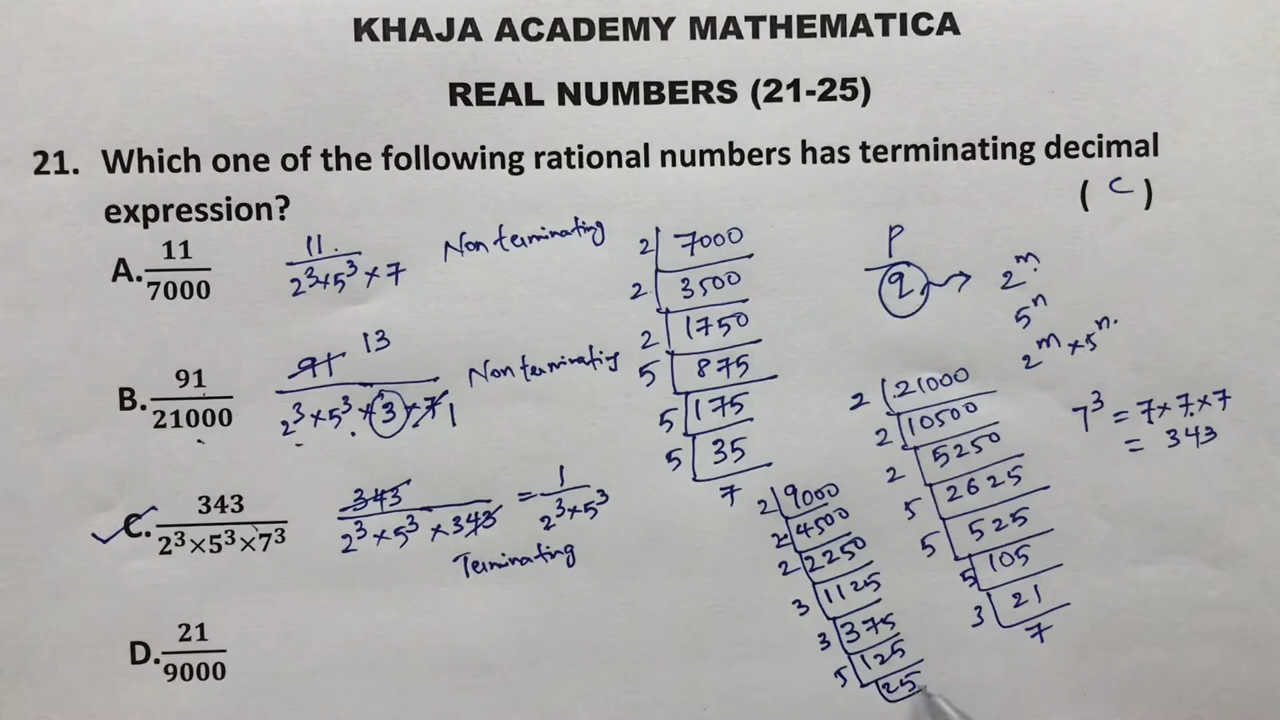 KHAJA ACADEMY MATHEMATICA
REAL NUMBERS (21-25)
21. Which one of the following rational numbers has terminating decimal
expression? ( C )
A. 11/7000
11/2³×5³×7 Non terminating
B. 91/21000
91 13/2³×5³×3×7 1 Non terminating
C. 343/2³×5³×7³
343/2³×5³×343 = 1/2³×5³
Terminating
D. 21/9000
2 7000
2 3500
2 1750
5 875
5 175
5 35
7
P/q → 2ᵐ
5ⁿ
2ᵐ×5ⁿ
2 9000
2 4500
2 2250
3 1125
3 375
5 125
25
2 21000
2 10500
2 5250
5 2625
5 525
5 105
3 21
7
7³ = 7×7×7
= 343